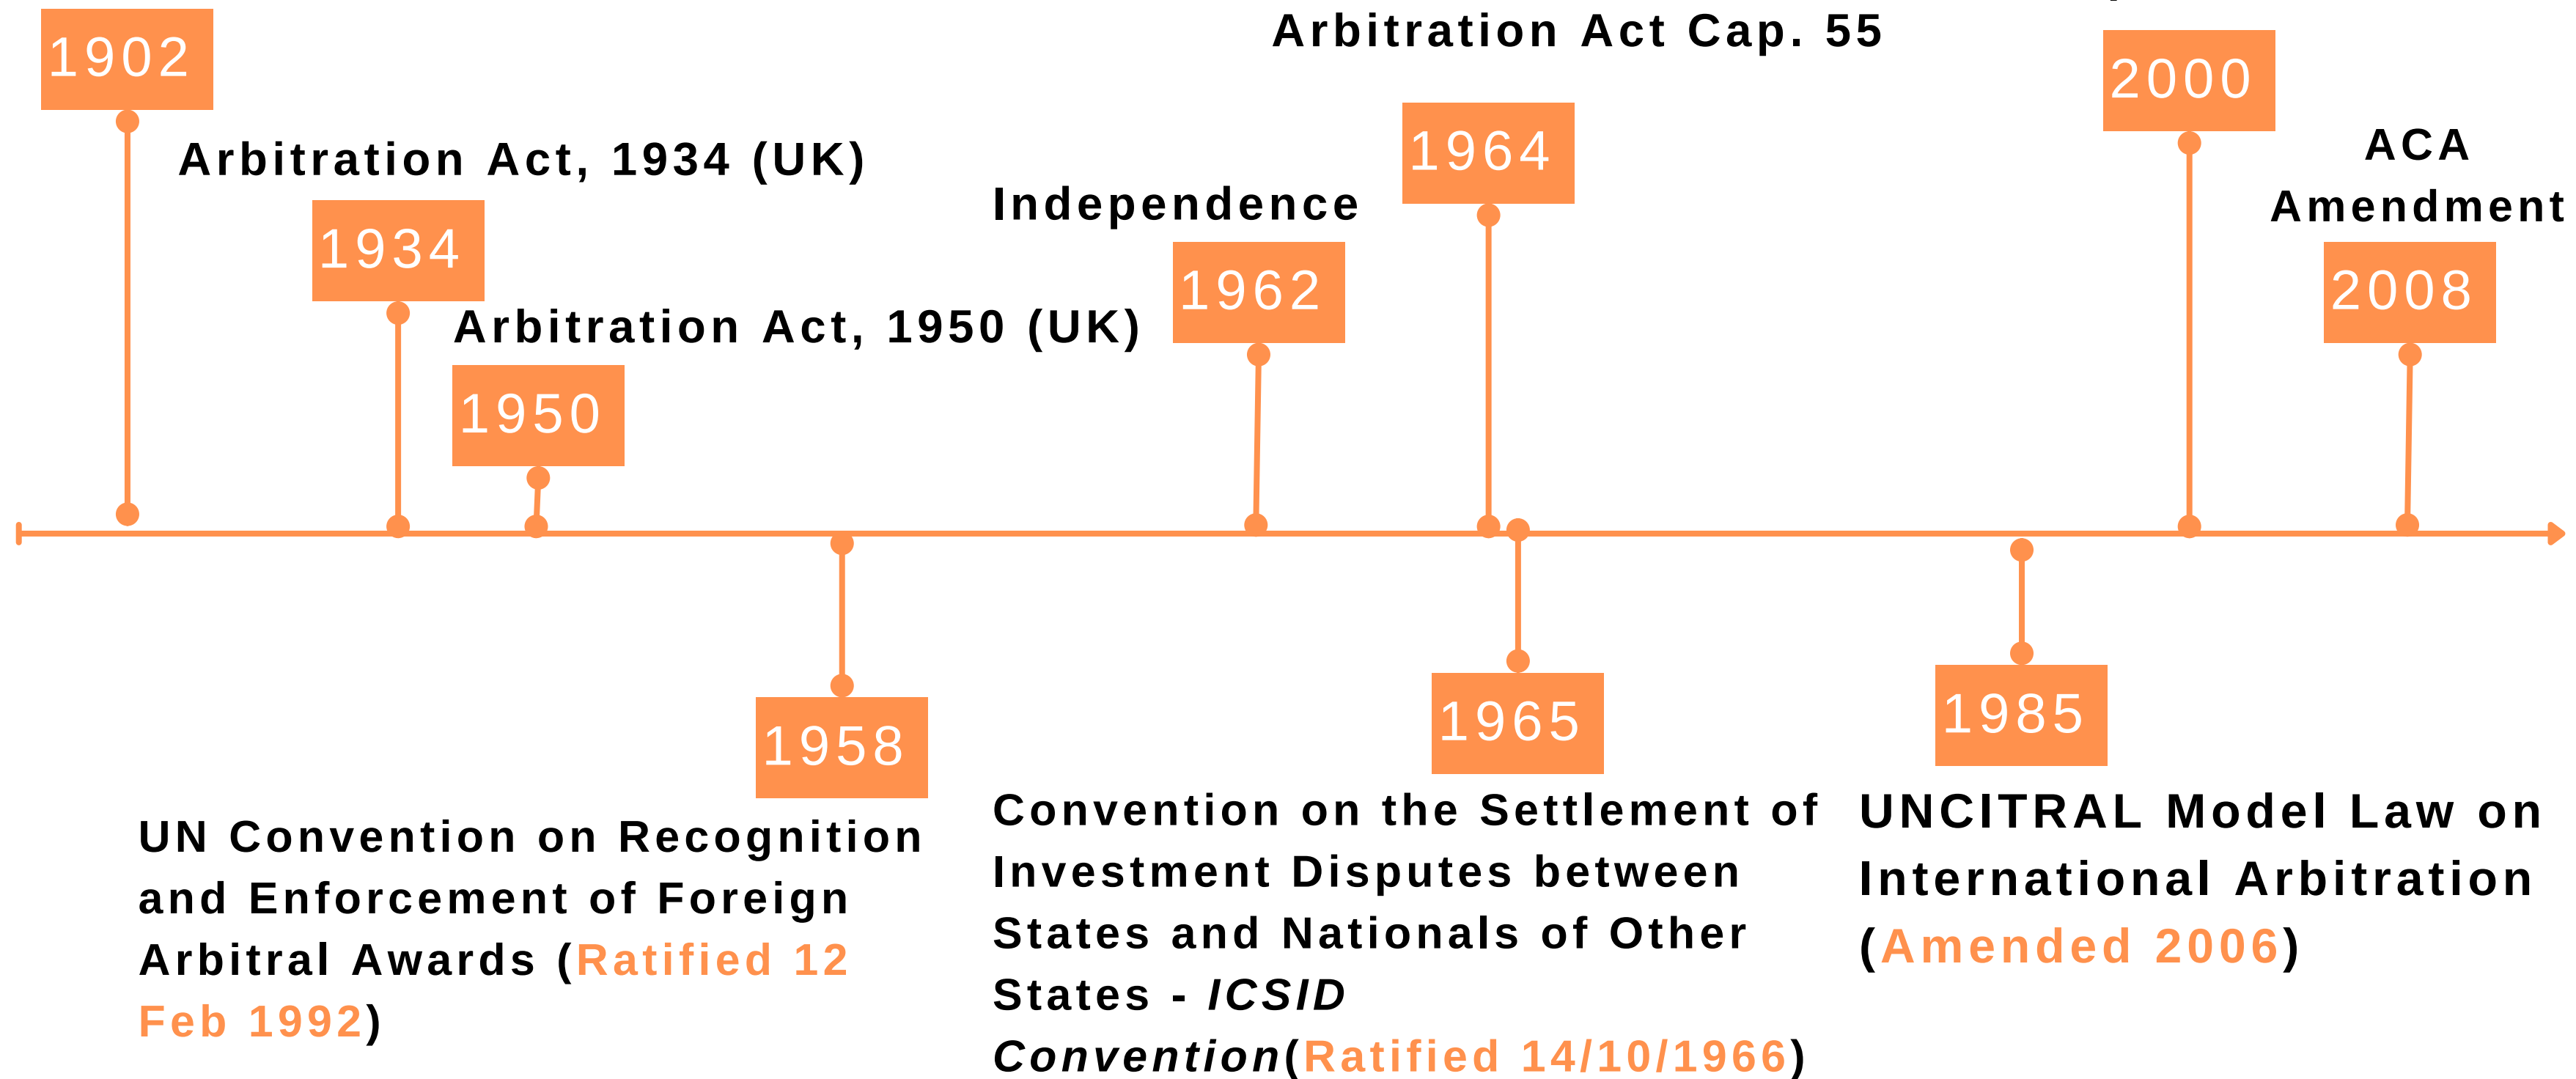 1902
Arbitration Act, 1934 (UK)
1934
Arbitration Act, 1950 (UK)
1950
Independence
1962
Arbitration Act Cap. 55
1964
2000
ACA
Amendment
2008
1958
UN Convention on Recognition
and Enforcement of Foreign
Arbitral Awards (Ratified 12
Feb 1992)
1965
Convention on the Settlement of
Investment Disputes between
States and Nationals of Other
States - ICSID
Convention(Ratified 14/10/1966)
1985
UNCITRAL Model Law on
International Arbitration
(Amended 2006)